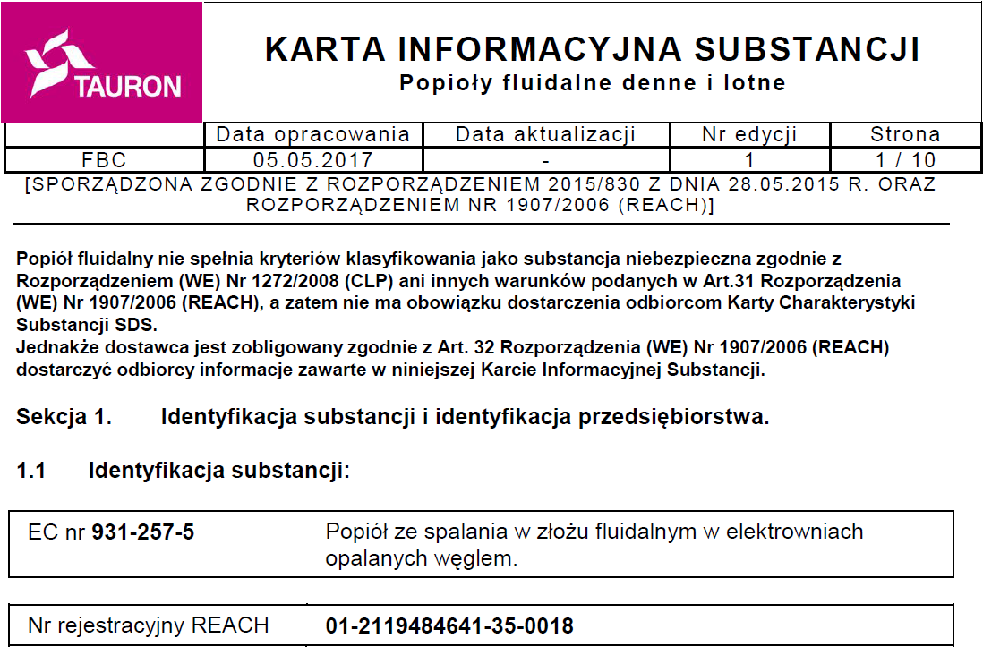 TAURON
KARTA INFORMACYJNA SUBSTANCJI
Popioły fluidalne denne i lotne
Data opracowania Data aktualizacji Nr edycji Strona
FBC 05.05.2017 - 1 1 / 10
[SPORZĄDZONA ZGODNIE Z ROZPORZĄDZENIEM 2015/830 Z DNIA 28.05.2015 R. ORAZ
ROZPORZĄDZENIEM NR 1907/2006 (REACH)]
Popiół fluidalny nie spełnia kryteriów klasyfikowania jako substancja niebezpieczna zgodnie z
Rozporządzeniem (WE) Nr 1272/2008 (CLP) ani innych warunków podanych w Art.31 Rozporządzenia
(WE) Nr 1907/2006 (REACH), a zatem nie ma obowiązku dostarczenia odbiorcom Karty Charakterystyki
Substancji SDS.
Jednakże dostawca jest zobligowany zgodnie z Art. 32 Rozporządzenia (WE) Nr 1907/2006 (REACH)
dostarczyć odbiorcy informacje zawarte w niniejszej Karcie Informacyjnej Substancji.
Sekcja 1. Identyfikacja substancji i identyfikacja przedsiębiorstwa.
1.1 Identyfikacja substancji:
EC nr 931-257-5 Popiół ze spalania w złożu fluidalnym w elektrowniach
opalanych węglem.
Nr rejestracyjny REACH 01-2119484641-35-0018